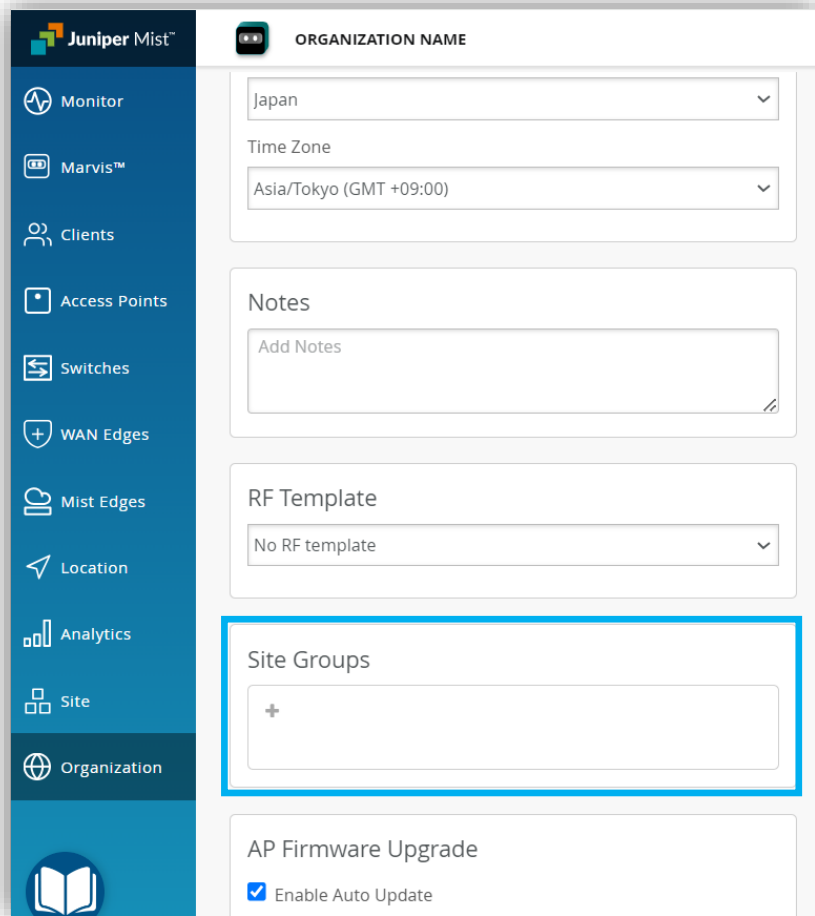 Juniper Mist™
ORGANIZATION NAME
Monitor
Marvis™
Clients
Access Points
Switches
WAN Edges
Mist Edges
Location
Analytics
Site
Organization
Japan
Time Zone
Asia/Tokyo (GMT +09:00)
Notes
Add Notes
RF Template
No RF template
Site Groups
+
AP Firmware Upgrade
Enable Auto Update